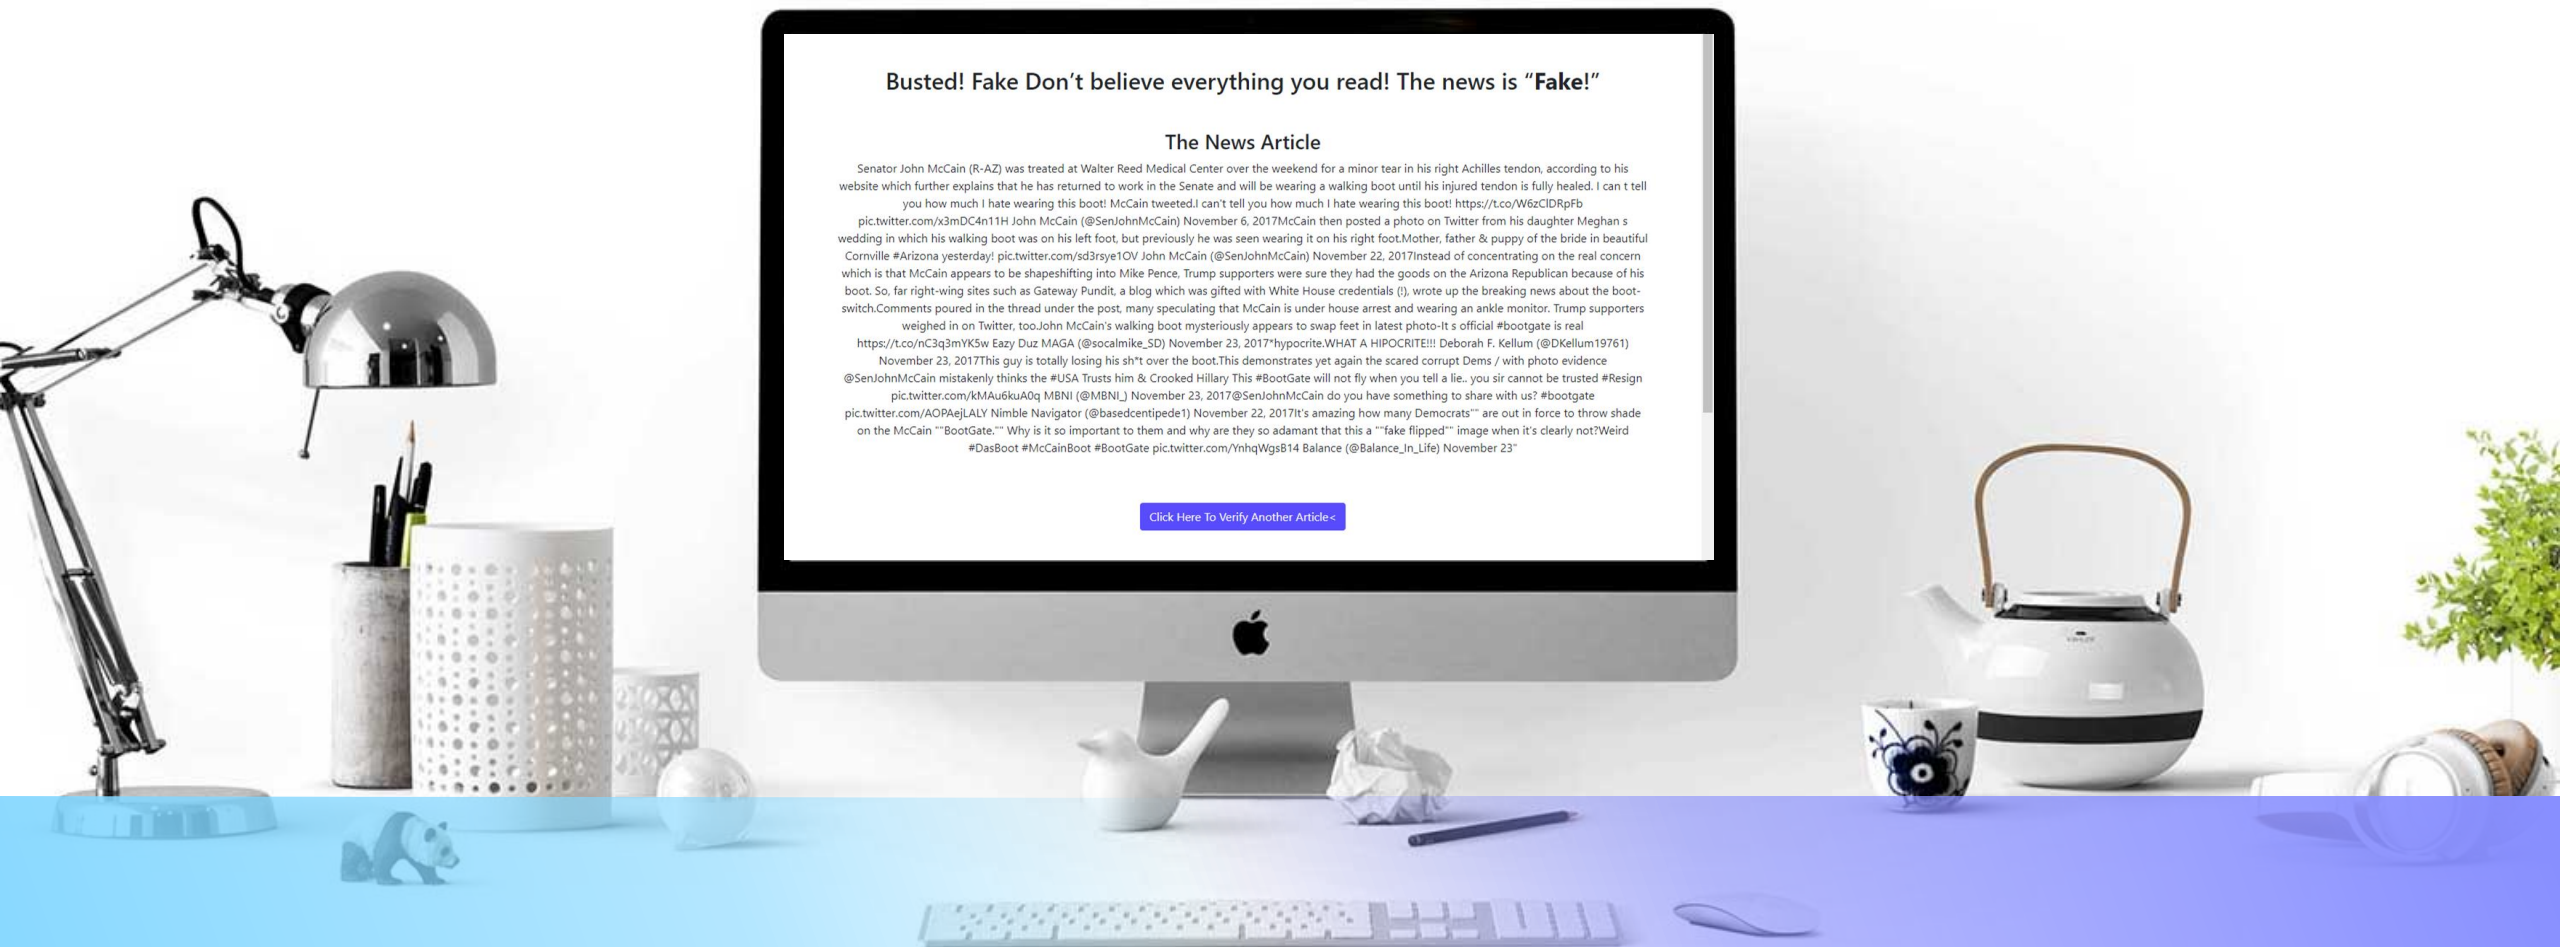 Busted! Fake Don’t believe everything you read! The news is “Fake!”
The News Article
Senator John McCain (R-AZ) was treated at Walter Reed Medical Center over the weekend for a minor tear in his right Achilles tendon, according to his
website which further explains that he has returned to work in the Senate and will be wearing a walking boot until his injured tendon is fully healed. I can t tell
you how much I hate wearing this boot! McCain tweeted.I can't tell you how much I hate wearing this boot! https://t.co/W6zClDRpFb
pic.twitter.com/x3mDC4n11H John McCain (@SenJohnMcCain) November 6, 2017McCain then posted a photo on Twitter from his daughter Meghan s
wedding in which his walking boot was on his left foot, but previously he was seen wearing it on his right foot.Mother, father & puppy of the bride in beautiful
Cornville #Arizona yesterday! pic.twitter.com/sd3rsye1OV John McCain (@SenJohnMcCain) November 22, 2017Instead of concentrating on the real concern
which is that McCain appears to be shapeshifting into Mike Pence, Trump supporters were sure they had the goods on the Arizona Republican because of his
boot. So, far right-wing sites such as Gateway Pundit, a blog which was gifted with White House credentials (!), wrote up the breaking news about the boot-
switch.Comments poured in the thread under the post, many speculating that McCain is under house arrest and wearing an ankle monitor. Trump supporters
weighed in on Twitter, too.John McCain's walking boot mysteriously appears to swap feet in latest photo-It s official #bootgate is real
https://t.co/nC3q3mYK5w Eazy Duz MAGA (@socalmike_SD) November 23, 2017*hypocrite.WHAT A HIPOCRITE!!! Deborah F. Kellum (@DKellum19761)
November 23, 2017This guy is totally losing his sh*t over the boot.This demonstrates yet again the scared corrupt Dems / with photo evidence
@SenJohnMcCain mistakenly thinks the #USA Trusts him & Crooked Hillary This #BootGate will not fly when you tell a lie.. you sir cannot be trusted #Resign
pic.twitter.com/kMAu6kuA0q MBNI (@MBNI_) November 23, 2017@SenJohnMcCain do you have something to share with us? #bootgate
pic.twitter.com/AOPAejLALY Nimble Navigator (@basedcentipede1) November 22, 2017It's amazing how many Democrats"" are out in force to throw shade
on the McCain ""BootGate."" Why is it so important to them and why are they so adamant that this a ""fake flipped"" image when it's clearly not?Weird
#DasBoot #McCainBoot #BootGate pic.twitter.com/YnhqWgsB14 Balance (@Balance_In_Life) November 23"
Click Here To Verify Another Article<